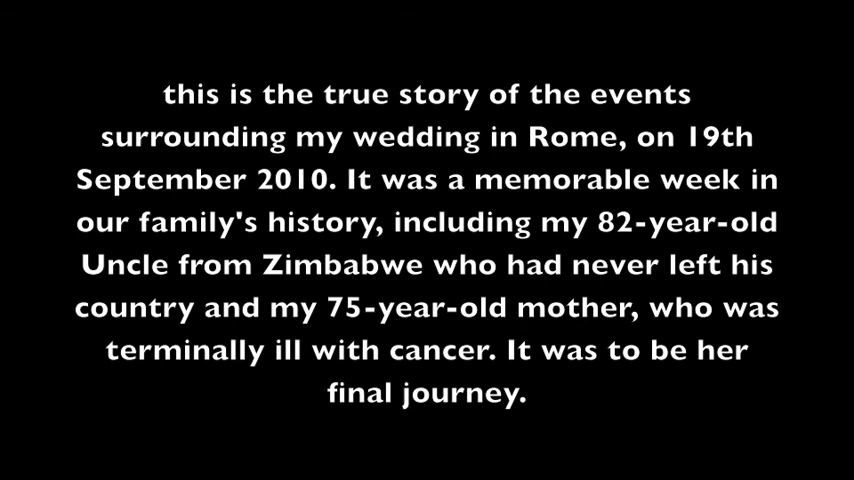 this is the true story of the events
surrounding my wedding in Rome, on 19th
September 2010. It was a memorable week in
our family's history, including my 82-year-old
Uncle from Zimbabwe who had never left his
country and my 75-year-old mother, who was
terminally ill with cancer. It was to be her
final journey.